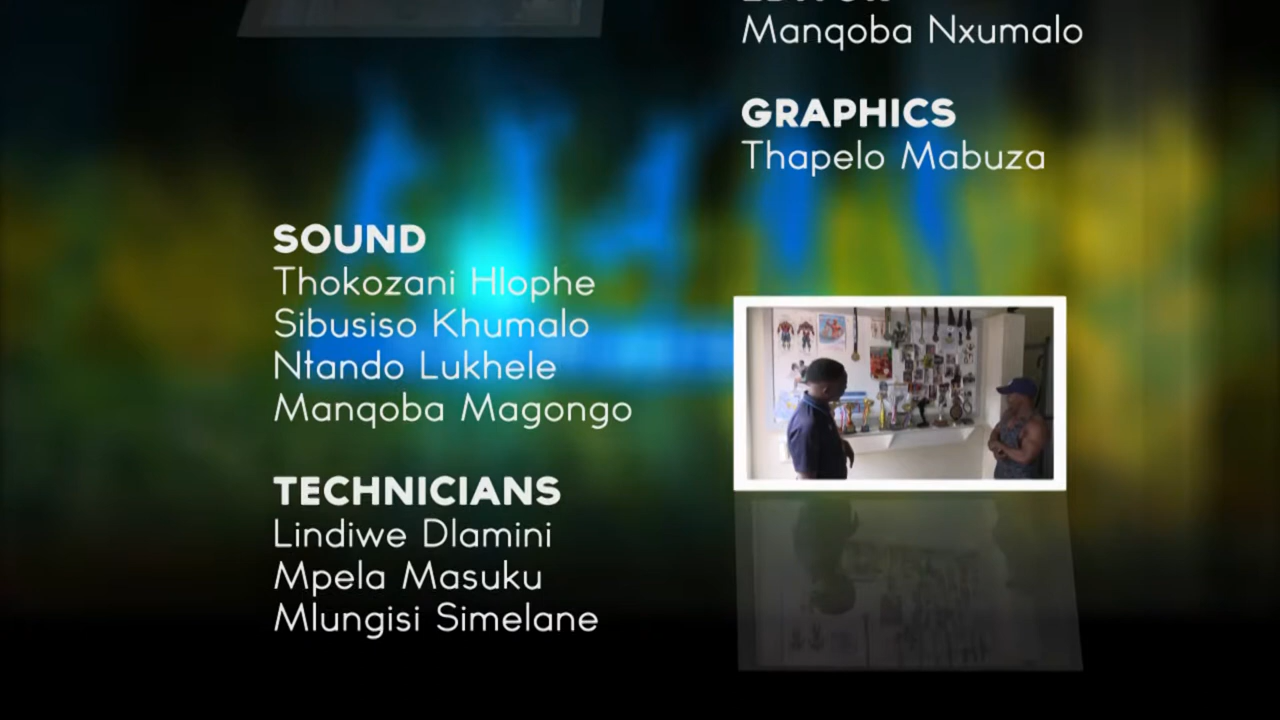 EDITOR
Manqoba Nxumalo
GRAPHICS
Thapelo Mabuza
SOUND
Thokozani Hlophe
Sibusiso Khumalo
Ntando Lukhele
Manqoba Magongo
TECHNICIANS
Lindiwe Dlamini
Mpela Masuku
Mlungisi Simelane